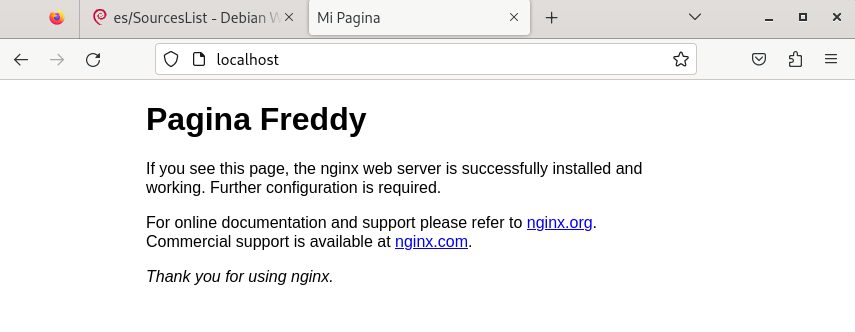 es/SourcesList - Debian W
Mi Pagina
localhost
Pagina Freddy
If you see this page, the nginx web server is successfully installed and
working. Further configuration is required.
For online documentation and support please refer to nginx.org.
Commercial support is available at nginx.com.
Thank you for using nginx.